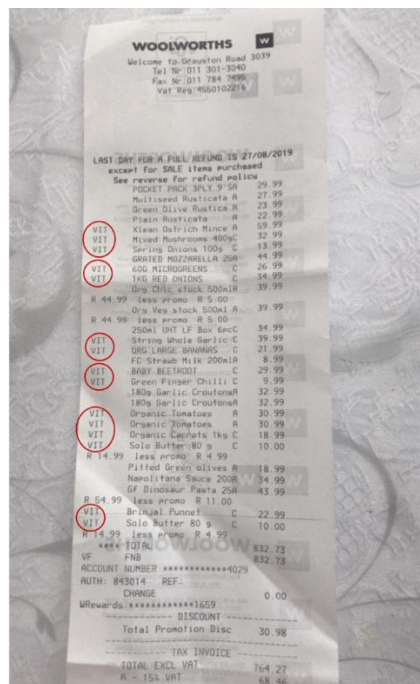 WOOLWORTHS W
Welcome to Grayston Road 3039
Tel Nr:011 301-3040
Fax Nr:011 784 7496
Vat Reg:4550102216
LAST DAY FOR A FULL REFUND IS 27/08/2019
except for SALE items purchased
See reverse for refund policy
POCKET PACK 3PLY 9'SA 29.99
Multiseed Rusticata A 27.99
Green Olive Rustica A 23.99
Plain Rusticata A 22.99
VIT Klean Ostrich Mince A 59.99
VIT Mixed Mushrooms 400gC 32.99
VIT Spring Onions 100g C 13.99
GRATED MOZZARELLA 25A 44.99
VIT 60G MICROGREENS C 26.99
VIT 1KG RED ONIONS C 34.99
Org Chic stock 500mlA 39.99
R 44.99 less promo R 5.00
Org Veg stock 500mlA 39.99
R 44.99 less promo R 5.00
250ml UHT LF Box 6pcC 34.99
VIT String Whole Garlic C 39.99
VIT ORG LARGE BANANAS C 21.99
FC Strawb Milk 200mlA 8.99
VIT BABY BEETROOT C 29.99
VIT Green Finger Chilli C 9.99
180g Garlic CroutonsA 32.99
180g Garlic CroutonsA 32.99
VIT Organic Tomatoes A 30.99
VIT Organic Tomatoes A 30.99
VIT Organic Carrots 1kg C 18.99
VIT Solo Butter 80 g C 10.00
R 14.99 less promo R 4.99
Pitted Green olives A 18.99
Napolitana Sauce 200A 34.99
Gf Dinosaur Pasta 25A 43.99
R 54.99 less promo R 11.00
VIT Brinjal Punnet C 22.99
VIT Solo Butter 80 g C 10.00
R 14.99 less promo R 4.99
**** TOTAL 832.73
VF FNB 832.73
ACCOUNT NUMBER ************4029
AUTH: 843014 REF:
CHANGE 0.00
WRewards ************1659
DISCOUNT
Total Promotion Disc 30.98
TAX INVOICE
TOTAL EXCL VAT 764.27
A - 15% VAT 68.46